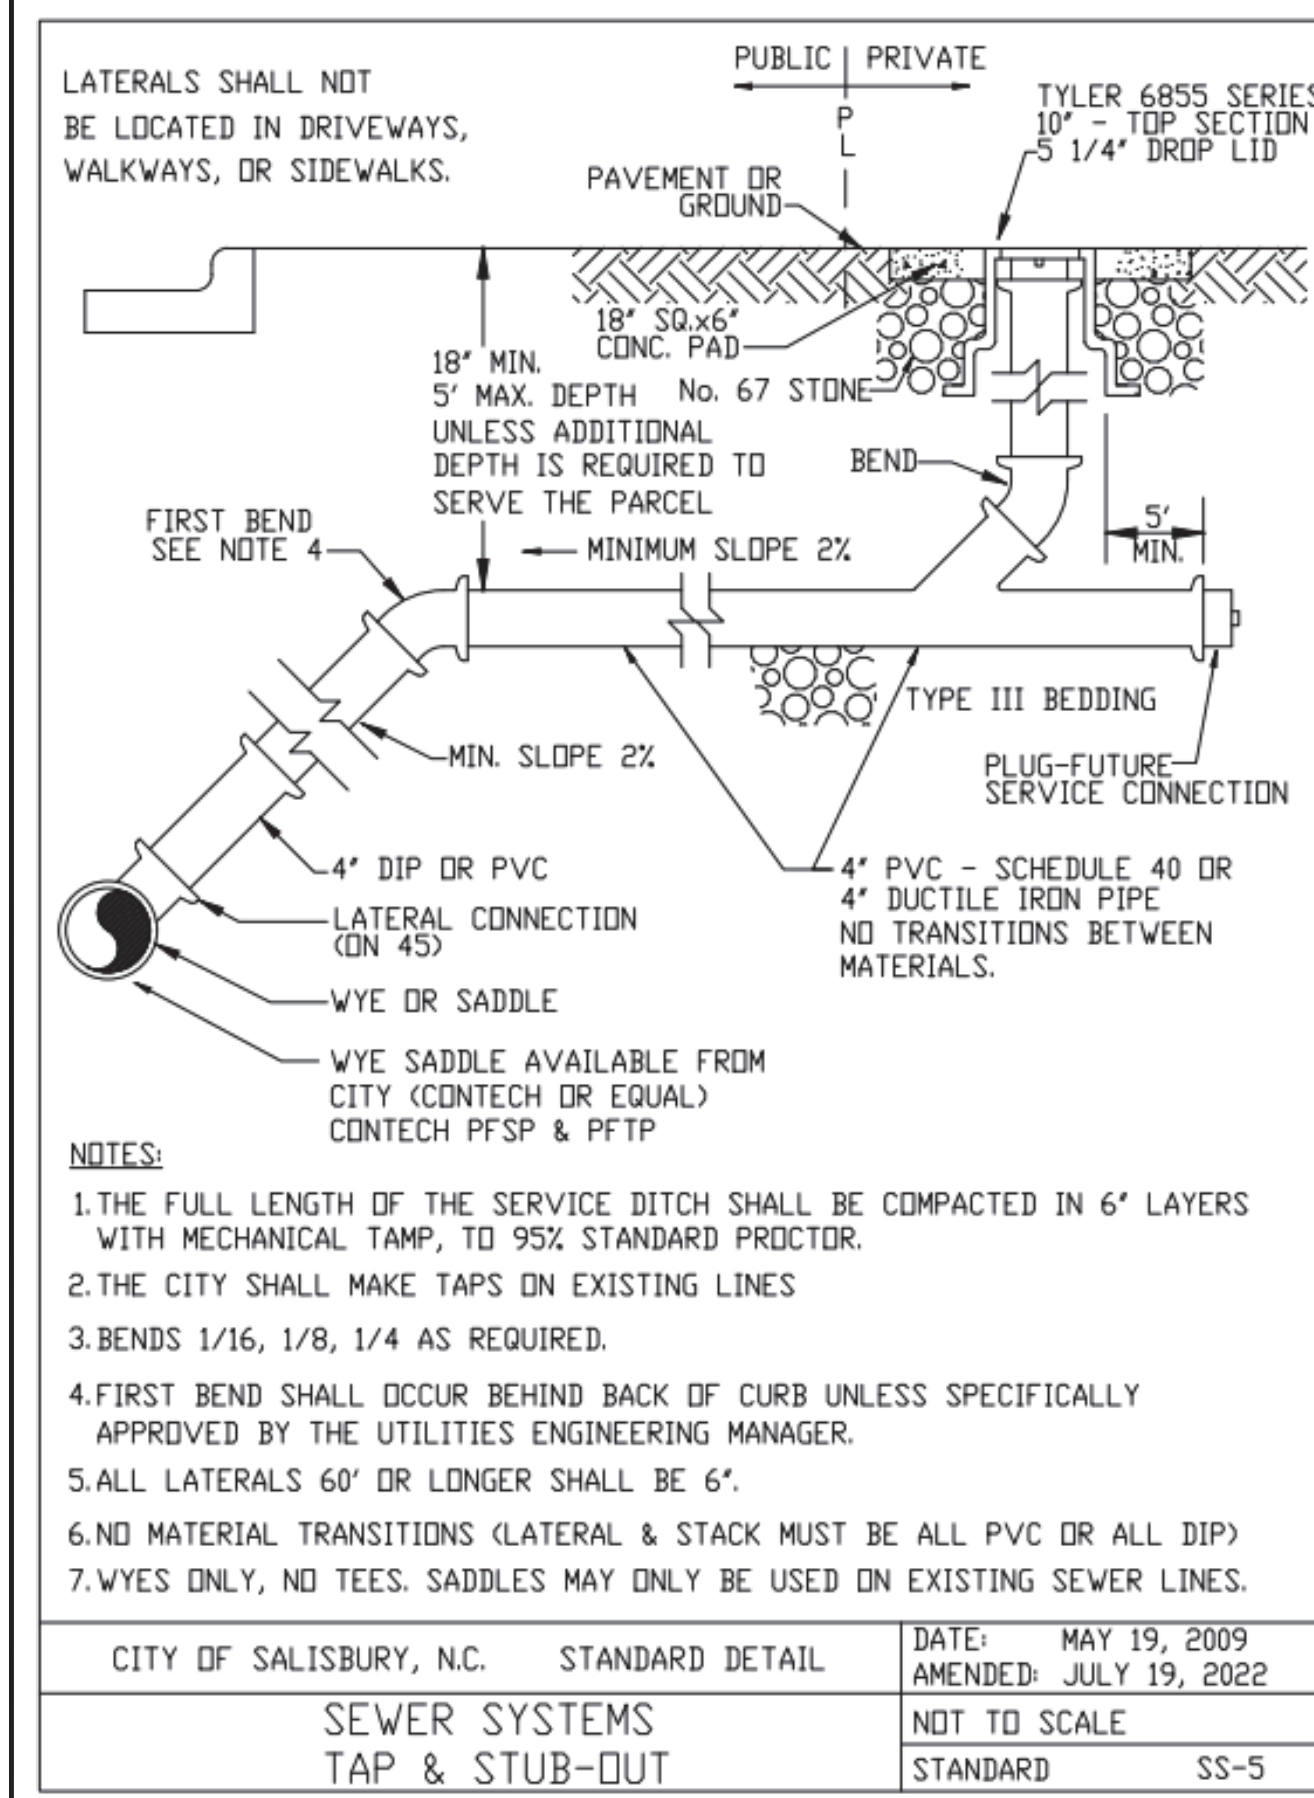 LATERALS SHALL NOT
BE LOCATED IN DRIVEWAYS,
WALKWAYS, OR SIDEWALKS.
PUBLIC PRIVATE
P
L
TYLER 6855 SERIES
10" - TOP SECTION
5 1/4" DROP LID
PAVEMENT OR
GROUND
18" SQ.x6"
CONC. PAD
No. 67 STONE
18" MIN.
5' MAX. DEPTH
UNLESS ADDITIONAL
DEPTH IS REQUIRED TO
SERVE THE PARCEL
BEND
5'
MIN.
FIRST BEND
SEE NOTE 4
MINIMUM SLOPE 2%
TYPE III BEDDING
MIN. SLOPE 2%
PLUG-FUTURE
SERVICE CONNECTION
4" DIP OR PVC
4" PVC - SCHEDULE 40 OR
4" DUCTILE IRON PIPE
NO TRANSITIONS BETWEEN
MATERIALS.
LATERAL CONNECTION
(ON 45)
WYE OR SADDLE
WYE SADDLE AVAILABLE FROM
CITY (CONTECH OR EQUAL)
CONTECH PFSP & PFTP
NOTES:
1. THE FULL LENGTH OF THE SERVICE DITCH SHALL BE COMPACTED IN 6" LAYERS
WITH MECHANICAL TAMP, TO 95% STANDARD PROCTOR.
2. THE CITY SHALL MAKE TAPS ON EXISTING LINES
3. BENDS 1/16, 1/8, 1/4 AS REQUIRED.
4. FIRST BEND SHALL OCCUR BEHIND BACK OF CURB UNLESS SPECIFICALLY
APPROVED BY THE UTILITIES ENGINEERING MANAGER.
5. ALL LATERALS 60' OR LONGER SHALL BE 6".
6. NO MATERIAL TRANSITIONS (LATERAL & STACK MUST BE ALL PVC OR ALL DIP)
7. WYES ONLY, NO TEES. SADDLES MAY ONLY BE USED ON EXISTING SEWER LINES.
CITY OF SALISBURY, N.C. STANDARD DETAIL
DATE: MAY 19, 2009
AMENDED: JULY 19, 2022
SEWER SYSTEMS
TAP & STUB-OUT
NOT TO SCALE
STANDARD SS-5